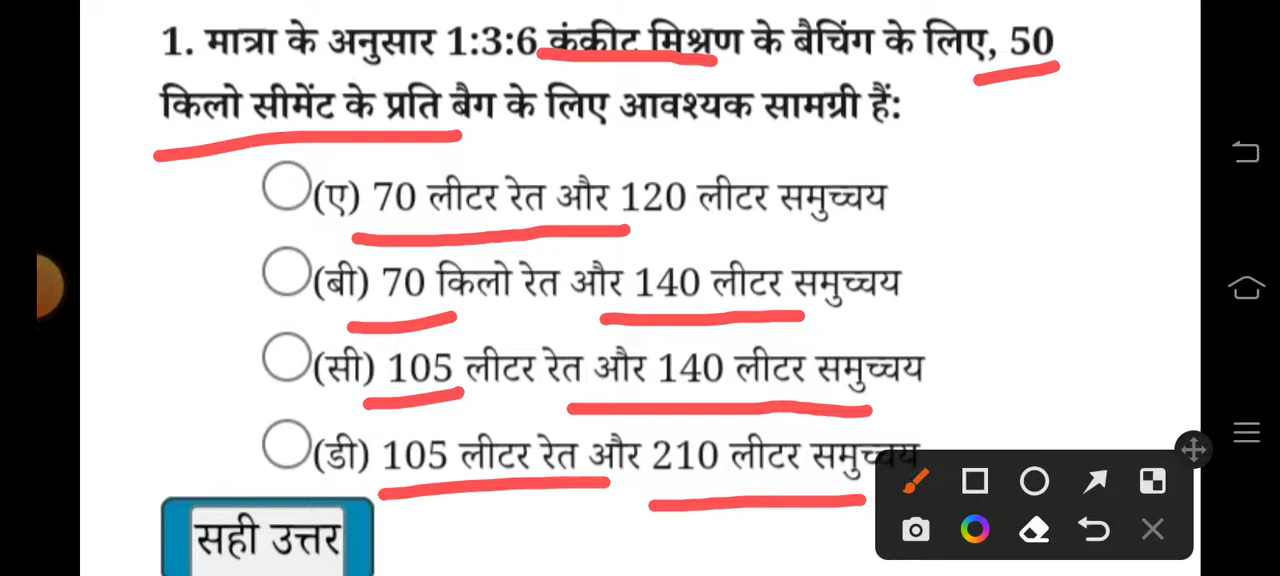 1. मात्रा के अनुसार 1:3:6 कंक्रीट मिश्रण के बैचिंग के लिए, 50
किलो सीमेंट के प्रति बैग के लिए आवश्यक सामग्री हैं:
(ए) 70 लीटर रेत और 120 लीटर समुच्चय
(बी) 70 किलो रेत और 140 लीटर समुच्चय
(सी) 105 लीटर रेत और 140 लीटर समुच्चय
(डी) 105 लीटर रेत और 210 लीटर समुच्चय
सही उत्तर